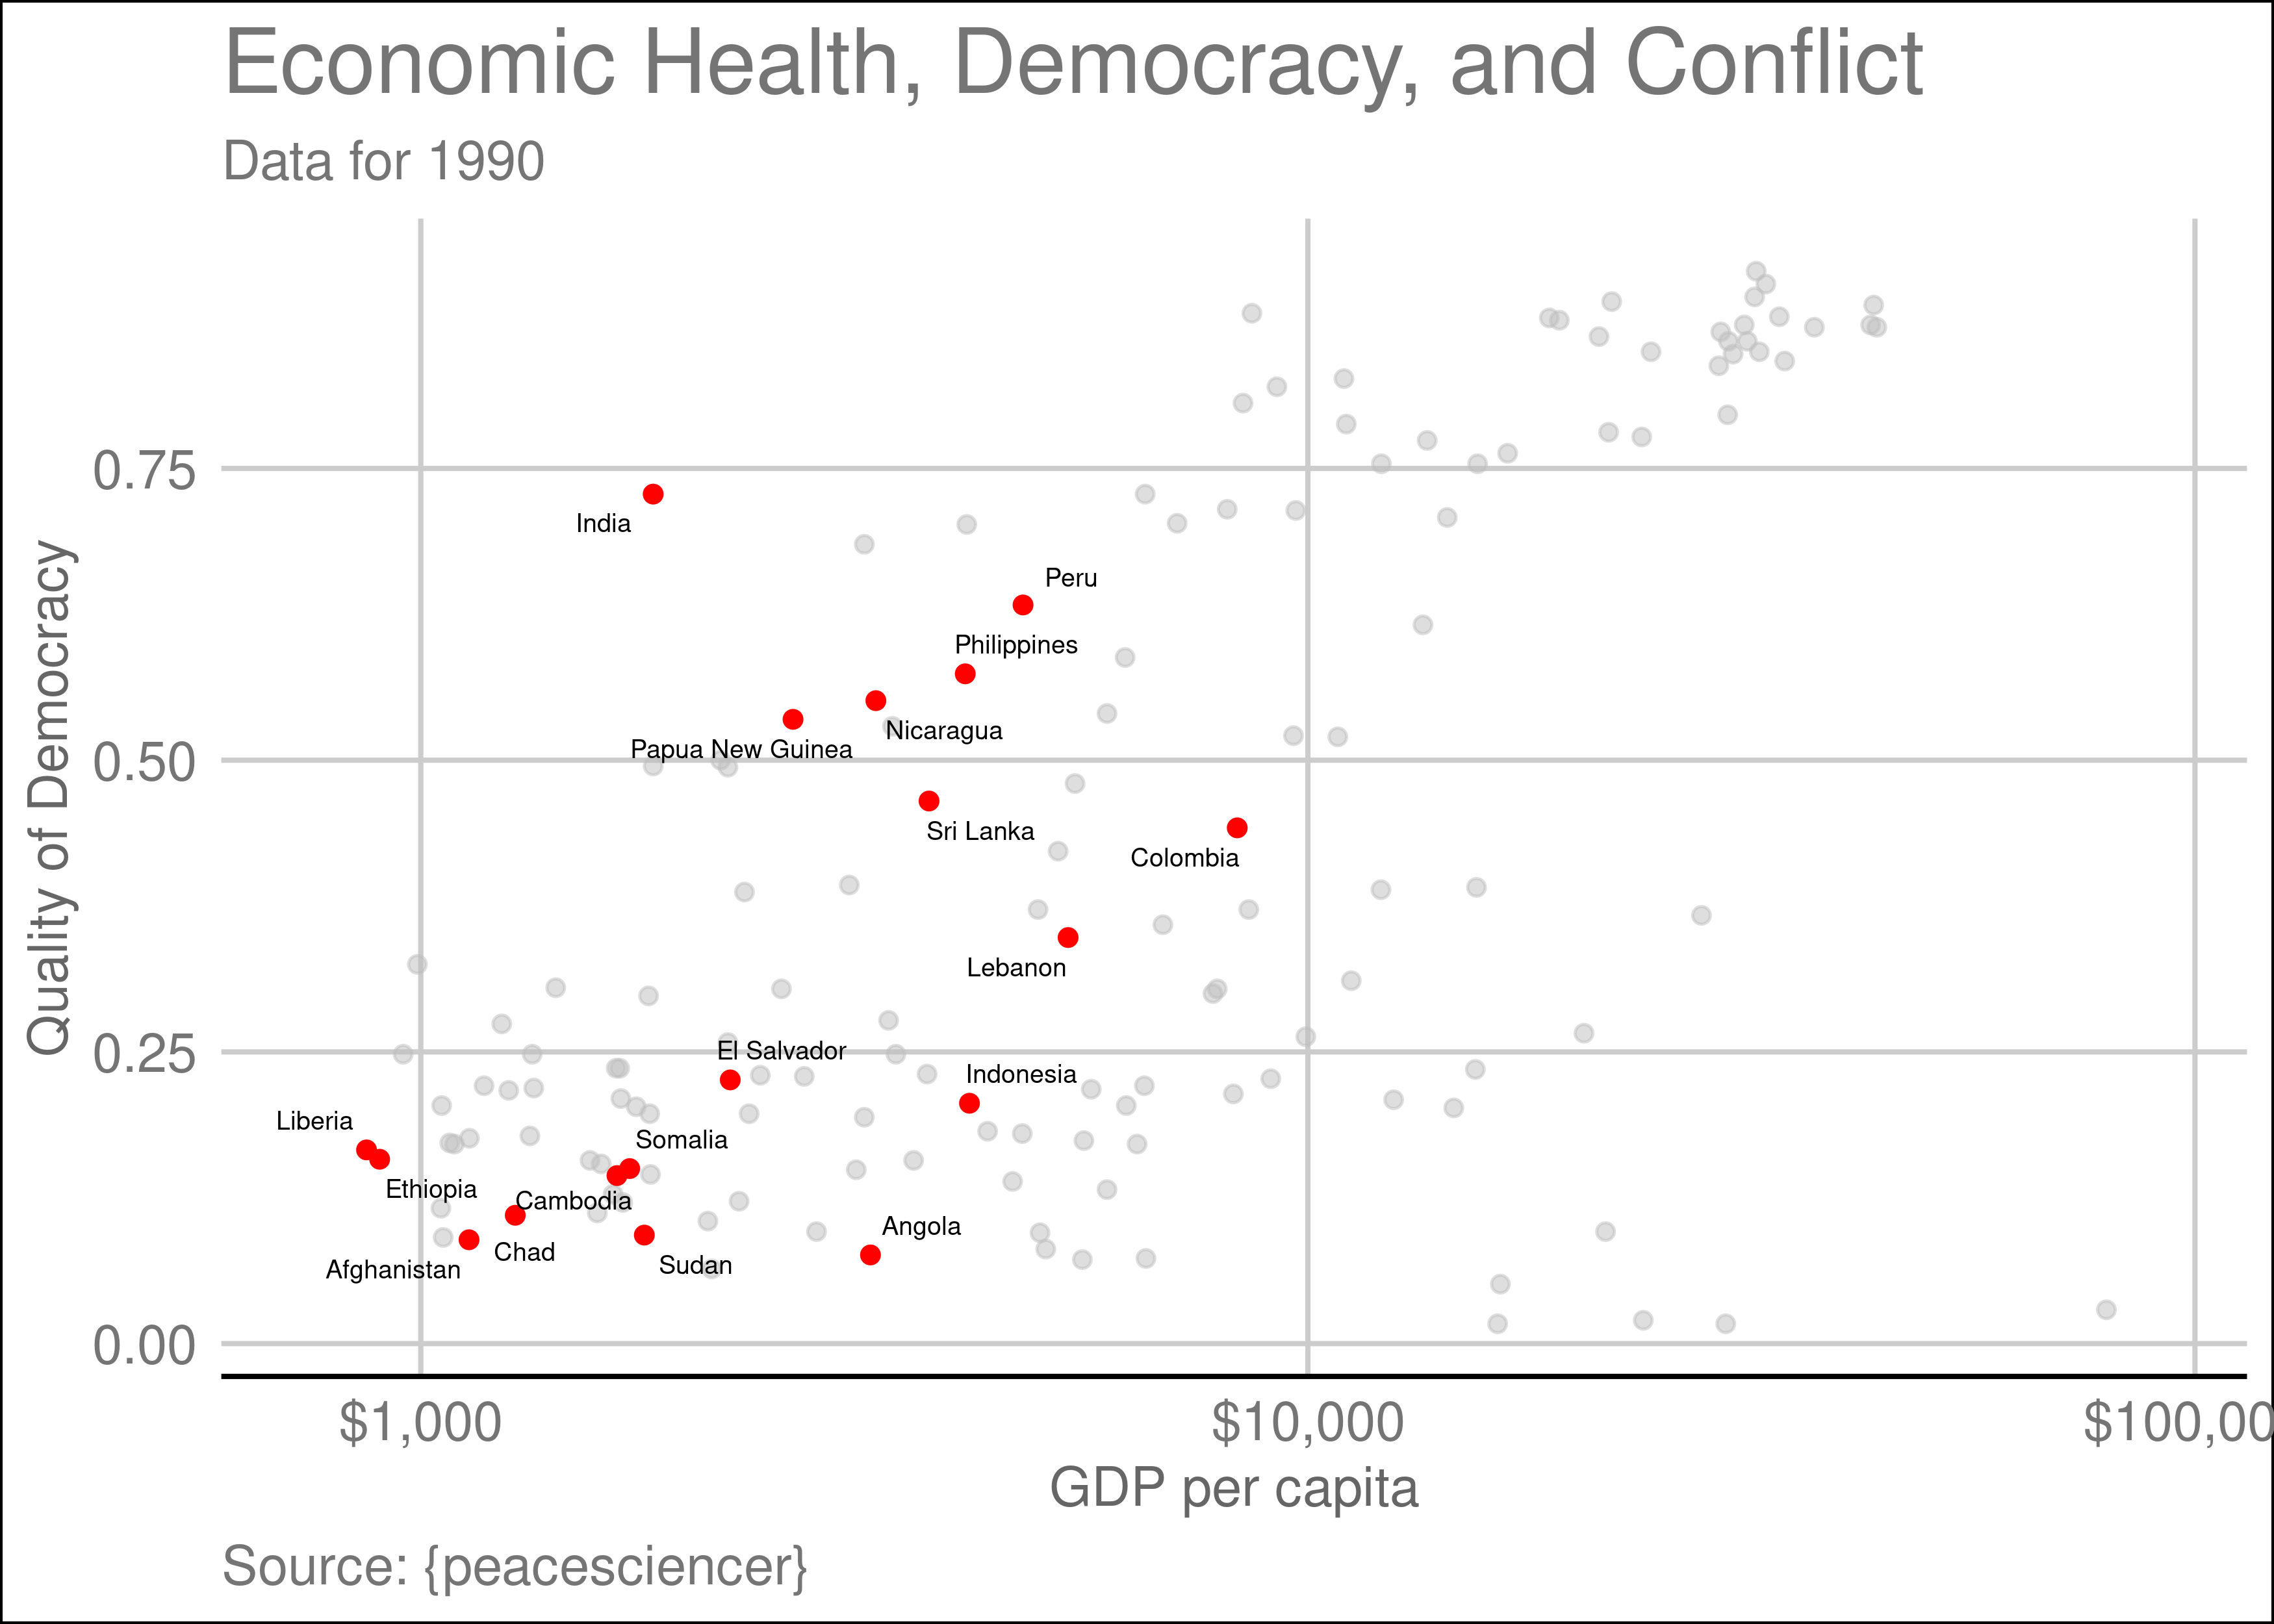 Economic Health, Democracy, and Conflict
Data for 1990
Quality of Democracy
0.75
0.50
0.25
0.00
India
Peru
Philippines
Nicaragua
Papua New Guinea
Sri Lanka
Colombia
Lebanon
El Salvador
Indonesia
Liberia
Somalia
Ethiopia
Cambodia
Angola
Chad
Sudan
Afghanistan
$1,000
$10,000
$100,00
GDP per capita
Source: {peacesciencer}